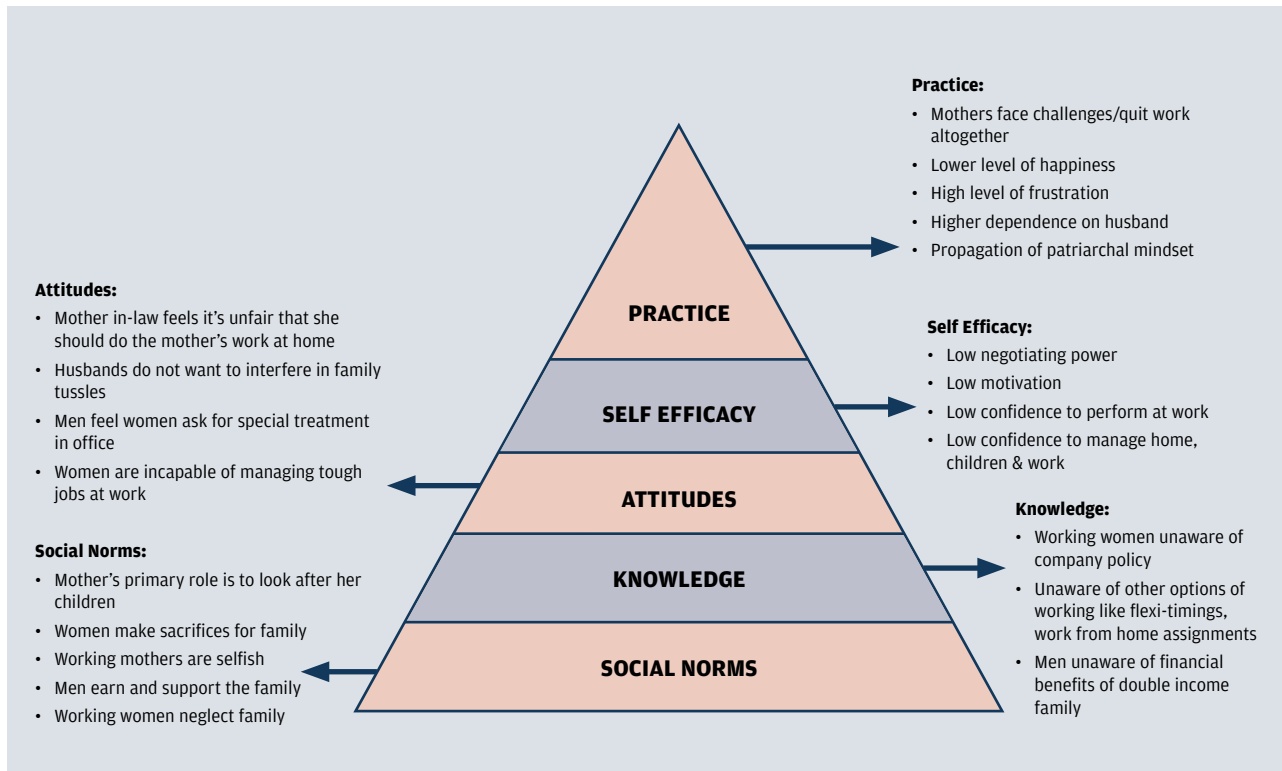 Practice:
• Mothers face challenges/quit work
altogether
• Lower level of happiness
• High level of frustration
• Higher dependence on husband
• Propagation of patriarchal mindset
Attitudes:
• Mother in-law feels it's unfair that she
should do the mother's work at home
• Husbands do not want to interfere in family
tussles
• Men feel women ask for special treatment
in office
• Women are incapable of managing tough
jobs at work
PRACTICE
Self Efficacy:
• Low negotiating power
• Low motivation
• Low confidence to perform at work
• Low confidence to manage home,
children & work
SELF EFFICACY
ATTITUDES
Knowledge:
• Working women unaware of
company policy
• Unaware of other options of
working like flexi-timings,
work from home assignments
• Men unaware of financial
benefits of double income
family
KNOWLEDGE
Social Norms:
• Mother's primary role is to look after her
children
• Women make sacrifices for family
• Working mothers are selfish
• Men earn and support the family
• Working women neglect family
SOCIAL NORMS